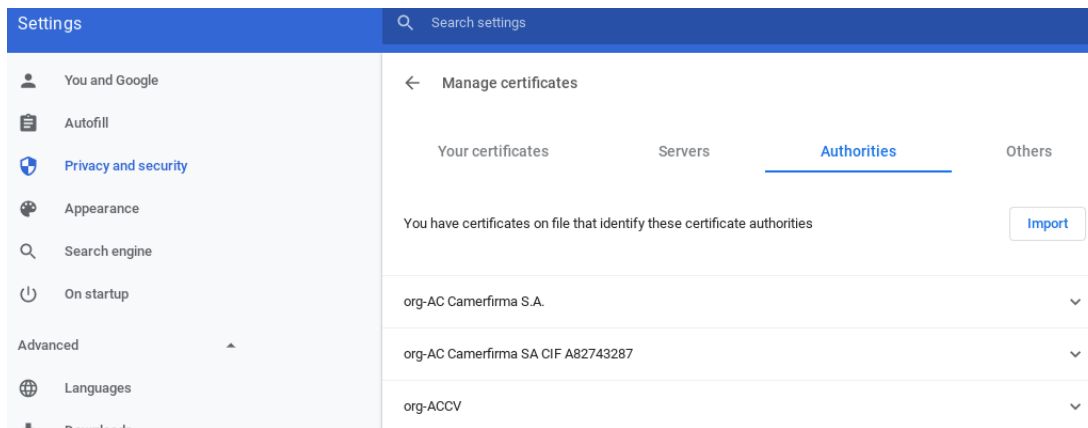 Settings
Search settings
You and Google
Autofill
Privacy and security
Appearance
Search engine
On startup
Advanced
Languages
Manage certificates
Your certificates
Servers
Authorities
Others
You have certificates on file that identify these certificate authorities
Import
org-AC Camerfirma S.A.
org-AC Camerfirma SA CIF A82743287
org-ACCV